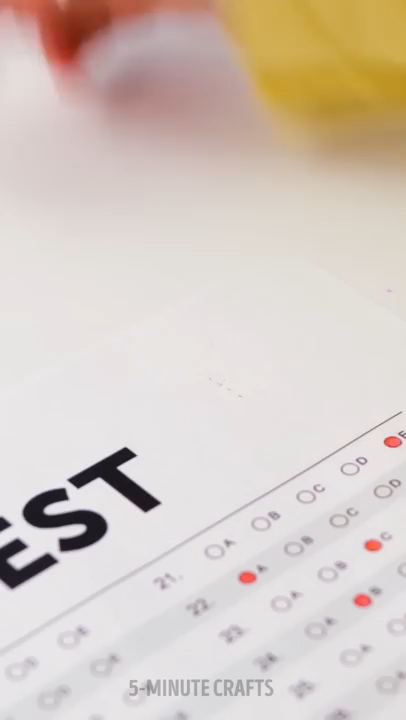 EST
21. A B C D E
22. A B C D
23. A B C
24. A B
25. A
E
5-MINUTE CRAFTS